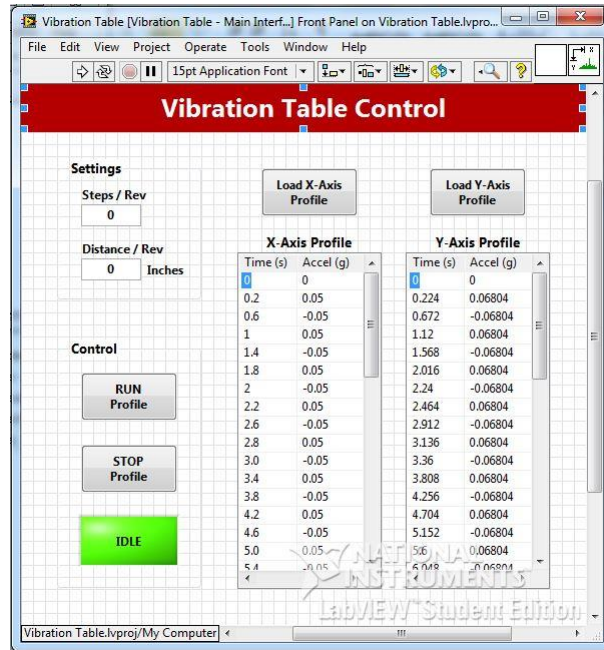 Vibration Table [Vibration Table - Main Interf...] Front Panel on Vibration Table.lvpro...
File Edit View Project Operate Tools Window Help
15pt Application Font
Vibration Table Control
Settings
Steps / Rev
0
Distance / Rev
0 Inches
Control
RUN
Profile
STOP
Profile
IDLE
Load X-Axis
Profile
X-Axis Profile
Time (s) Accel (g)
0 0
0.2 0.05
0.6 -0.05
1 0.05
1.4 -0.05
1.8 0.05
2 -0.05
2.2 0.05
2.6 -0.05
2.8 0.05
3.0 -0.05
3.4 0.05
3.8 -0.05
4.2 0.05
4.6 -0.05
5.0 0.05
5.4 -0.05
Load Y-Axis
Profile
Y-Axis Profile
Time (s) Accel (g)
0 0
0.224 0.06804
0.672 -0.06804
1.12 0.06804
1.568 -0.06804
2.016 0.06804
2.24 -0.06804
2.464 0.06804
2.912 -0.06804
3.136 0.06804
3.36 -0.06804
3.808 0.06804
4.256 -0.06804
4.704 0.06804
5.152 -0.06804
5.6 0.06804
6.048 -0.06804
NATIONAL
INSTRUMENTS
LabVIEW™ Student Edition
Vibration Table.lvproj/My Computer